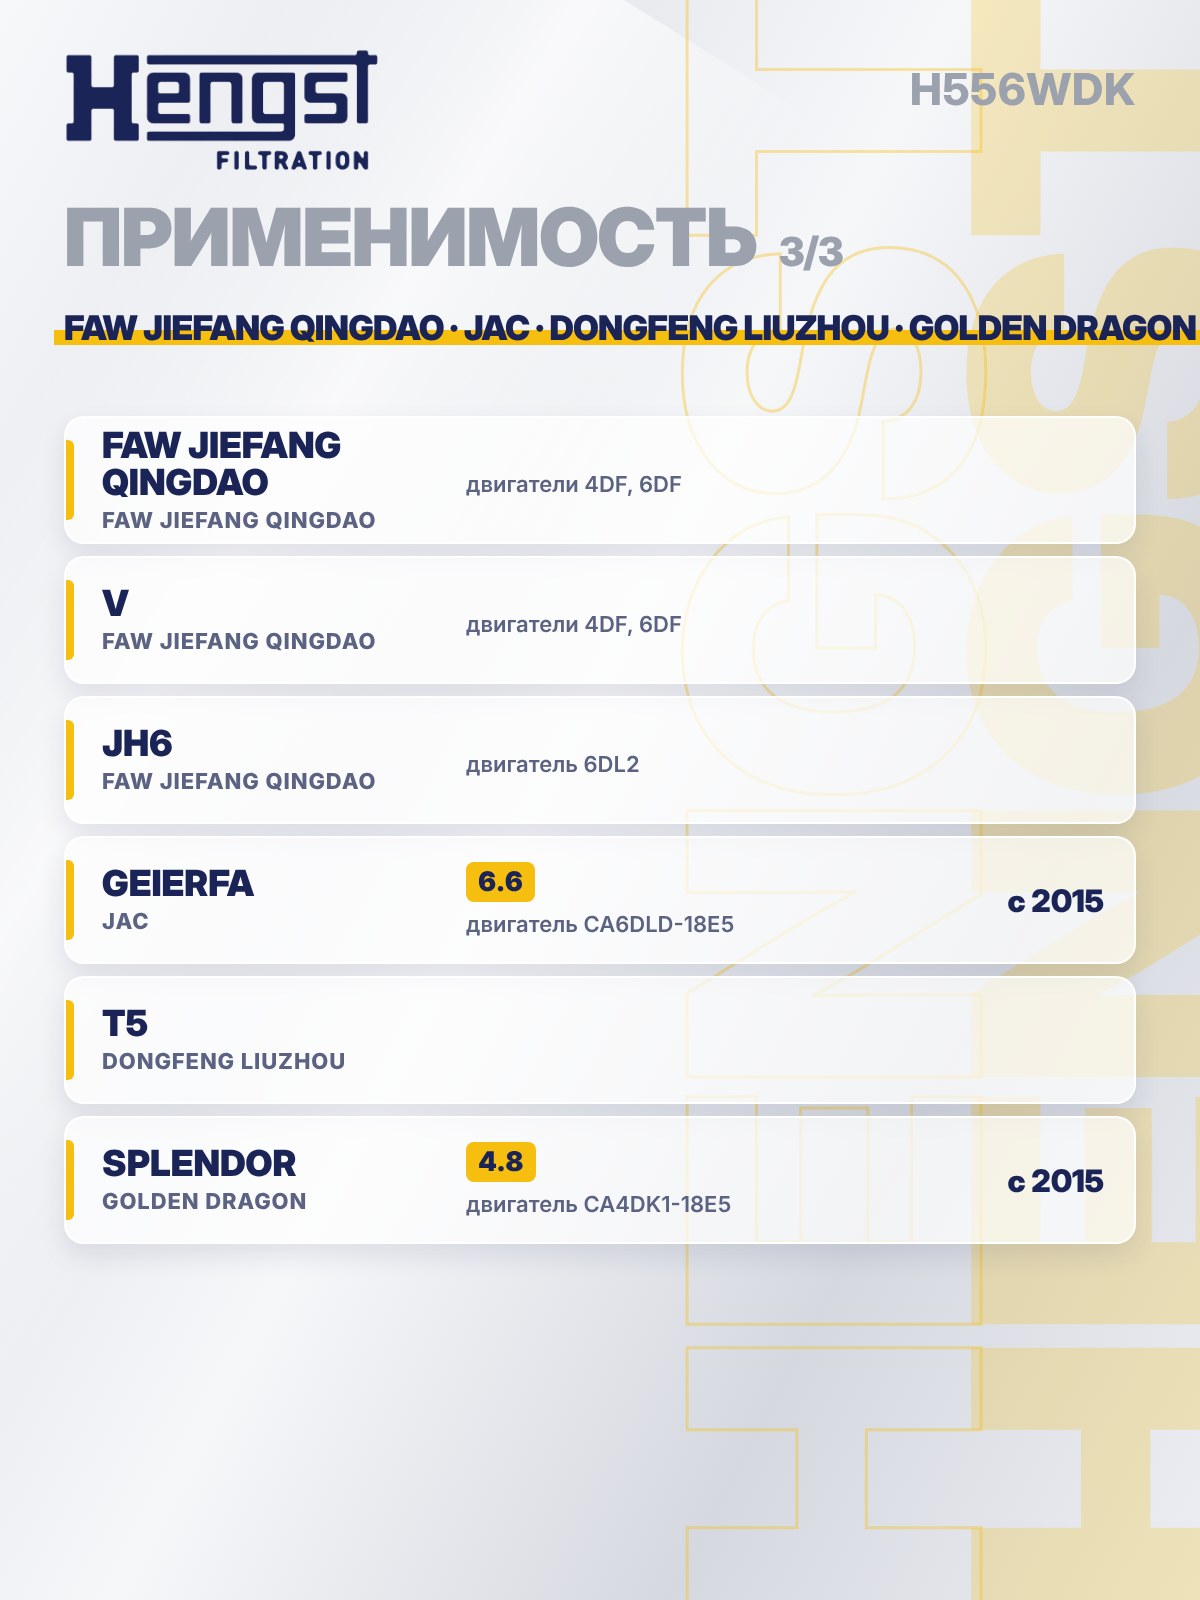 Hengst
FILTRATION
H556WDK
ПРИМЕНИМОСТЬ 3/3
FAW JIEFANG QINGDAO · JAC · DONGFENG LIUZHOU · GOLDEN DRAGON
FAW JIEFANG
QINGDAO
FAW JIEFANG QINGDAO
двигатели 4DF, 6DF
V
FAW JIEFANG QINGDAO
двигатели 4DF, 6DF
JH6
FAW JIEFANG QINGDAO
двигатель 6DL2
GEIERFA
JAC
6.6
двигатель CA6DLD-18E5
с 2015
T5
DONGFENG LIUZHOU
SPLENDOR
GOLDEN DRAGON
4.8
двигатель CA4DK1-18E5
с 2015
HENGST
HENGST